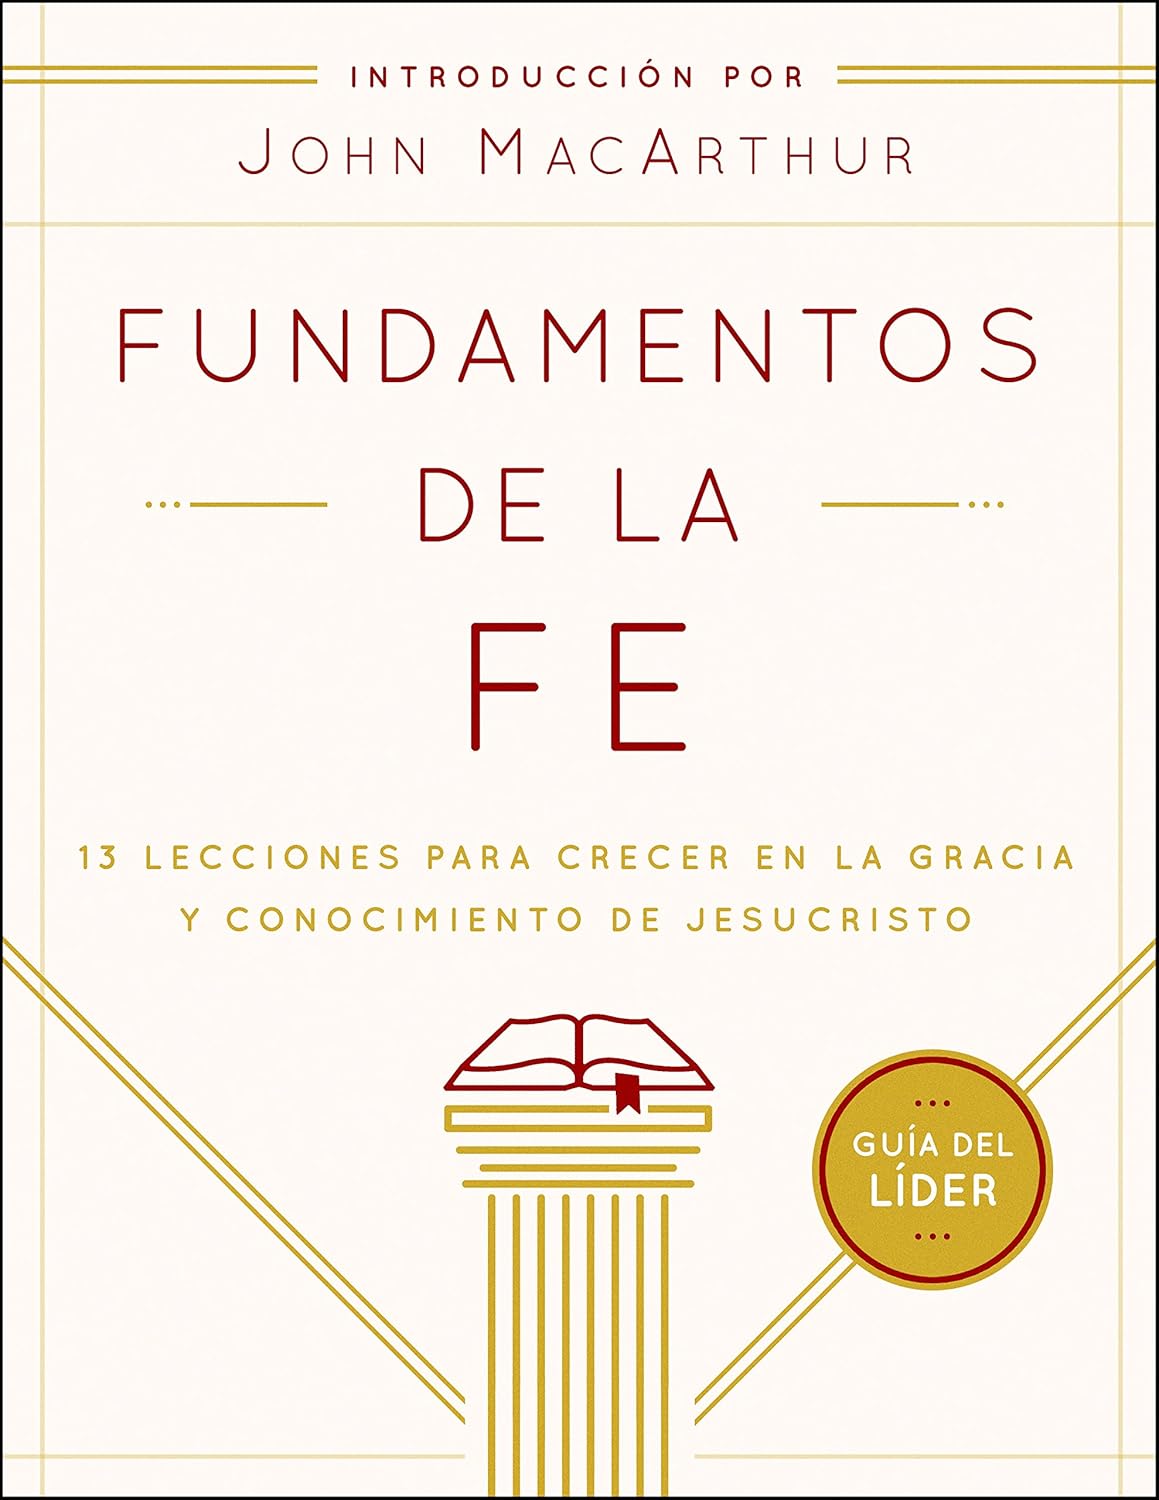 INTRODUCCIÓN POR
JOHN MACARTHUR
FUNDAMENTOS
DE LA
FE
13 LECCIONES PARA CRECER EN LA GRACIA
Y CONOCIMIENTO DE JESUCRISTO
GUÍA DEL
LÍDER